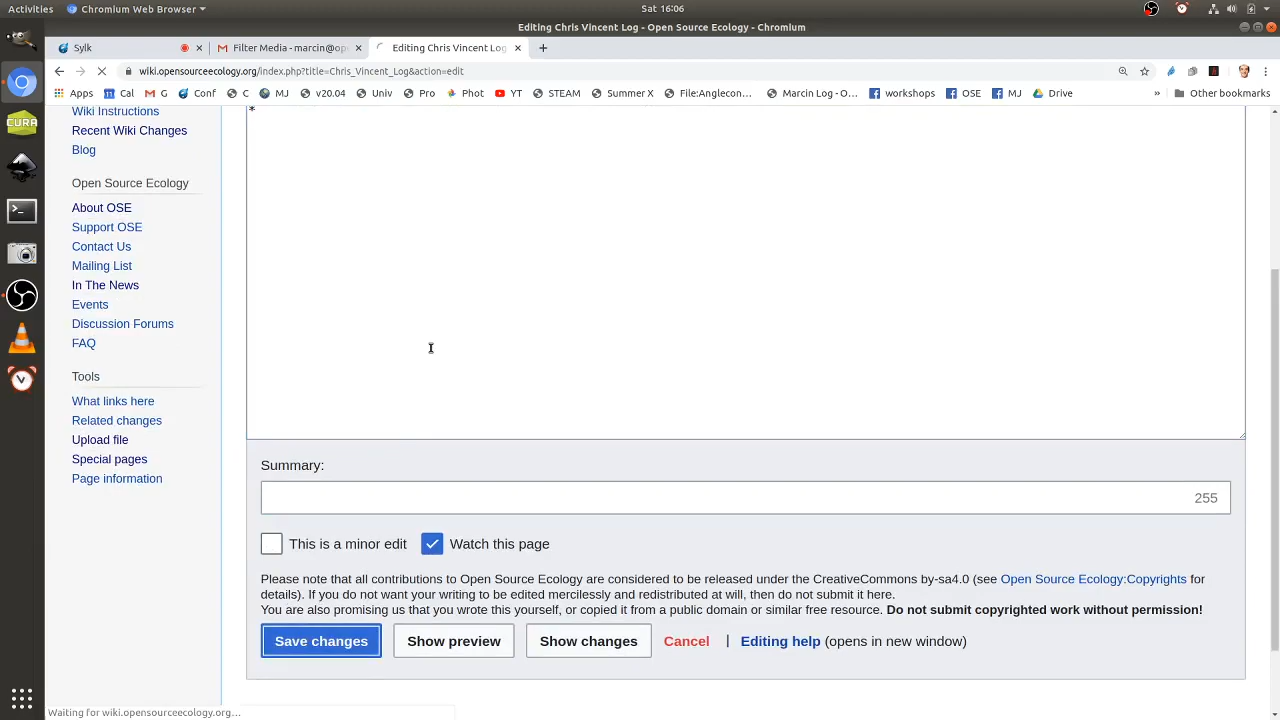 Activities Chromium Web Browser Sat 16:06
Editing Chris Vincent Log - Open Source Ecology - Chromium
Sylk Filter Media - marcin@op Editing Chris Vincent Log
wiki.opensourceecology.org/index.php?title=Chris_Vincent_Log&action=edit
Apps Cal G Conf C MJ v20.04 Univ Pro Phot YT STEAM Summer X File:Anglecon... Marcin Log - O... workshops OSE MJ Drive » Other bookmarks
Wiki Instructions
*
Recent Wiki Changes
Blog
Open Source Ecology
About OSE
Support OSE
Contact Us
Mailing List
In The News
Events
Discussion Forums
FAQ
Tools
What links here
Related changes
Upload file
Special pages
Page information
Summary:
255
This is a minor edit Watch this page
Please note that all contributions to Open Source Ecology are considered to be released under the CreativeCommons by-sa4.0 (see Open Source Ecology:Copyrights for
details). If you do not want your writing to be edited mercilessly and redistributed at will, then do not submit it here.
You are also promising us that you wrote this yourself, or copied it from a public domain or similar free resource. Do not submit copyrighted work without permission!
Save changes Show preview Show changes Cancel | Editing help (opens in new window)
Waiting for wiki.opensourceecology.org...
CURA